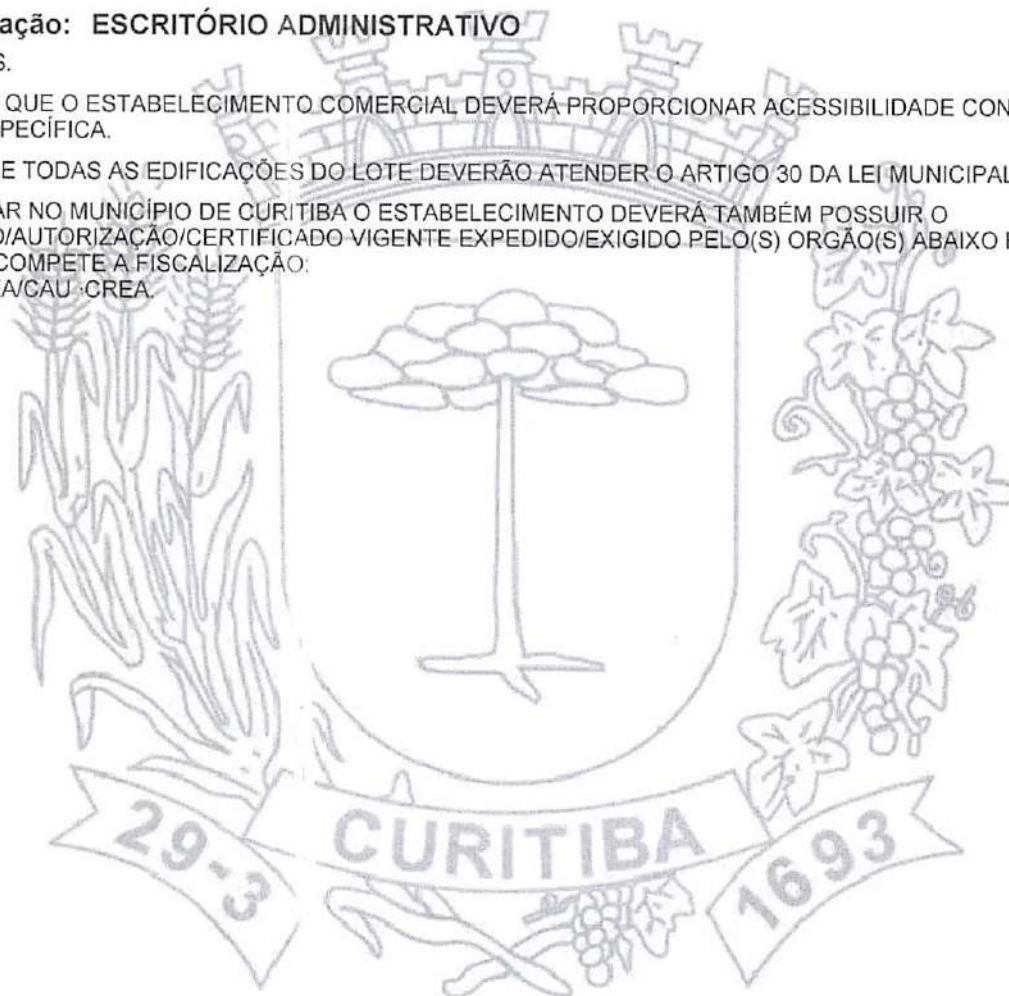 ação: ESCRITÓRIO ADMINISTRATIVO
S.
QUE O ESTABELECIMENTO COMERCIAL DEVERÁ PROPORCIONAR ACESSIBILIDADE CON
PECÍFICA.
E TODAS AS EDIFICAÇÕES DO LOTE DEVERÃO ATENDER O ARTIGO 30 DA LEI MUNICIPAL
AR NO MUNICÍPIO DE CURITIBA O ESTABELECIMENTO DEVERÁ TAMBÉM POSSUIR O
O/AUTORIZAÇÃO/CERTIFICADO VIGENTE EXPEDIDO/EXIGIDO PELO(S) ORGÃO(S) ABAIXO
COMPETE A FISCALIZAÇÃO:
EA/CAU -CREA.
29-3 CURITIBA 1693